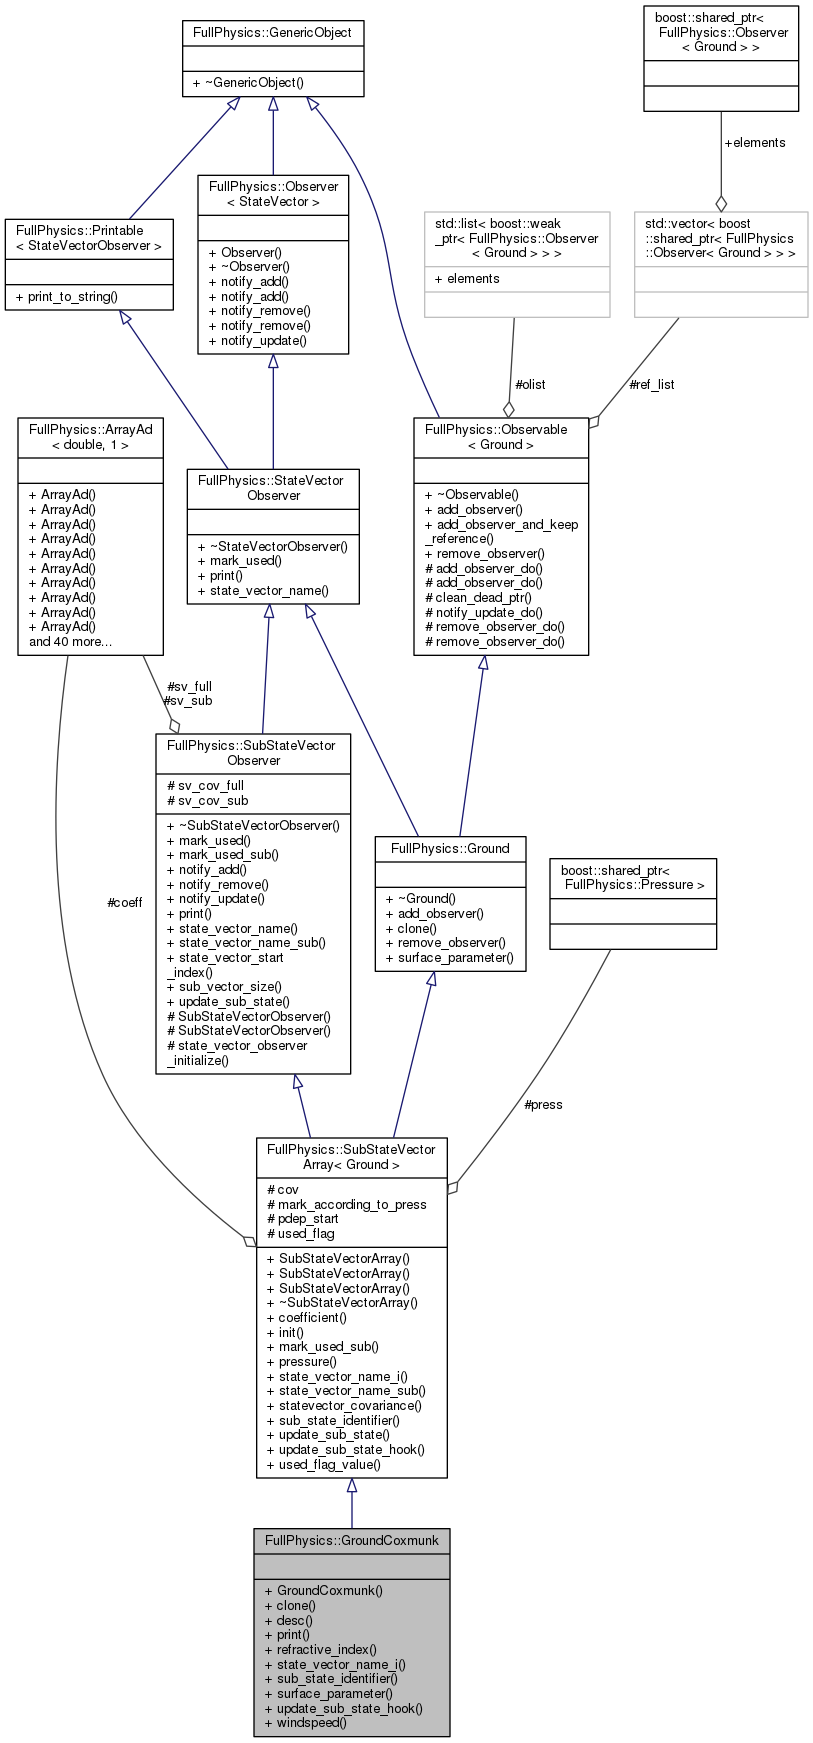 FullPhysics::GenericObject
+ ~GenericObject()
boost::shared_ptr<
FullPhysics::Observer
< Ground > >
+elements
FullPhysics::Observer
< StateVector >
+ Observer()
+ ~Observer()
+ notify_add()
+ notify_add()
+ notify_remove()
+ notify_remove()
+ notify_update()
FullPhysics::Printable
< StateVectorObserver >
+ print_to_string()
std::list< boost::weak
_ptr< FullPhysics::Observer
< Ground > > >
+ elements
std::vector< boost
::shared_ptr< FullPhysics
::Observer< Ground > > >
#olist
#ref_list
FullPhysics::ArrayAd
< double, 1 >
+ ArrayAd()
+ ArrayAd()
+ ArrayAd()
+ ArrayAd()
+ ArrayAd()
+ ArrayAd()
+ ArrayAd()
+ ArrayAd()
+ ArrayAd()
+ ArrayAd()
and 40 more...
FullPhysics::StateVector
Observer
+ ~StateVectorObserver()
+ mark_used()
+ print()
+ state_vector_name()
FullPhysics::Observable
< Ground >
+ ~Observable()
+ add_observer()
+ add_observer_and_keep
_reference()
+ remove_observer()
# add_observer_do()
# add_observer_do()
# clean_dead_ptr()
# notify_update_do()
# remove_observer_do()
# remove_observer_do()
#sv_full
#sv_sub
FullPhysics::SubStateVector
Observer
# sv_cov_full
# sv_cov_sub
+ ~SubStateVectorObserver()
+ mark_used()
+ mark_used_sub()
+ notify_add()
+ notify_remove()
+ notify_update()
+ print()
+ state_vector_name()
+ state_vector_name_sub()
+ state_vector_start
_index()
+ sub_vector_size()
+ update_sub_state()
# SubStateVectorObserver()
# SubStateVectorObserver()
# state_vector_observer
_initialize()
FullPhysics::Ground
+ ~Ground()
+ add_observer()
+ clone()
+ remove_observer()
+ surface_parameter()
boost::shared_ptr<
FullPhysics::Pressure >
#coeff
#press
FullPhysics::SubStateVector
Array< Ground >
# cov
# mark_according_to_press
# pdep_start
# used_flag
+ SubStateVectorArray()
+ SubStateVectorArray()
+ SubStateVectorArray()
+ ~SubStateVectorArray()
+ coefficient()
+ init()
+ mark_used_sub()
+ pressure()
+ state_vector_name_i()
+ state_vector_name_sub()
+ statevector_covariance()
+ sub_state_identifier()
+ update_sub_state()
+ update_sub_state_hook()
+ used_flag_value()
FullPhysics::GroundCoxmunk
+ GroundCoxmunk()
+ clone()
+ desc()
+ print()
+ refractive_index()
+ state_vector_name_i()
+ sub_state_identifier()
+ surface_parameter()
+ update_sub_state_hook()
+ windspeed()